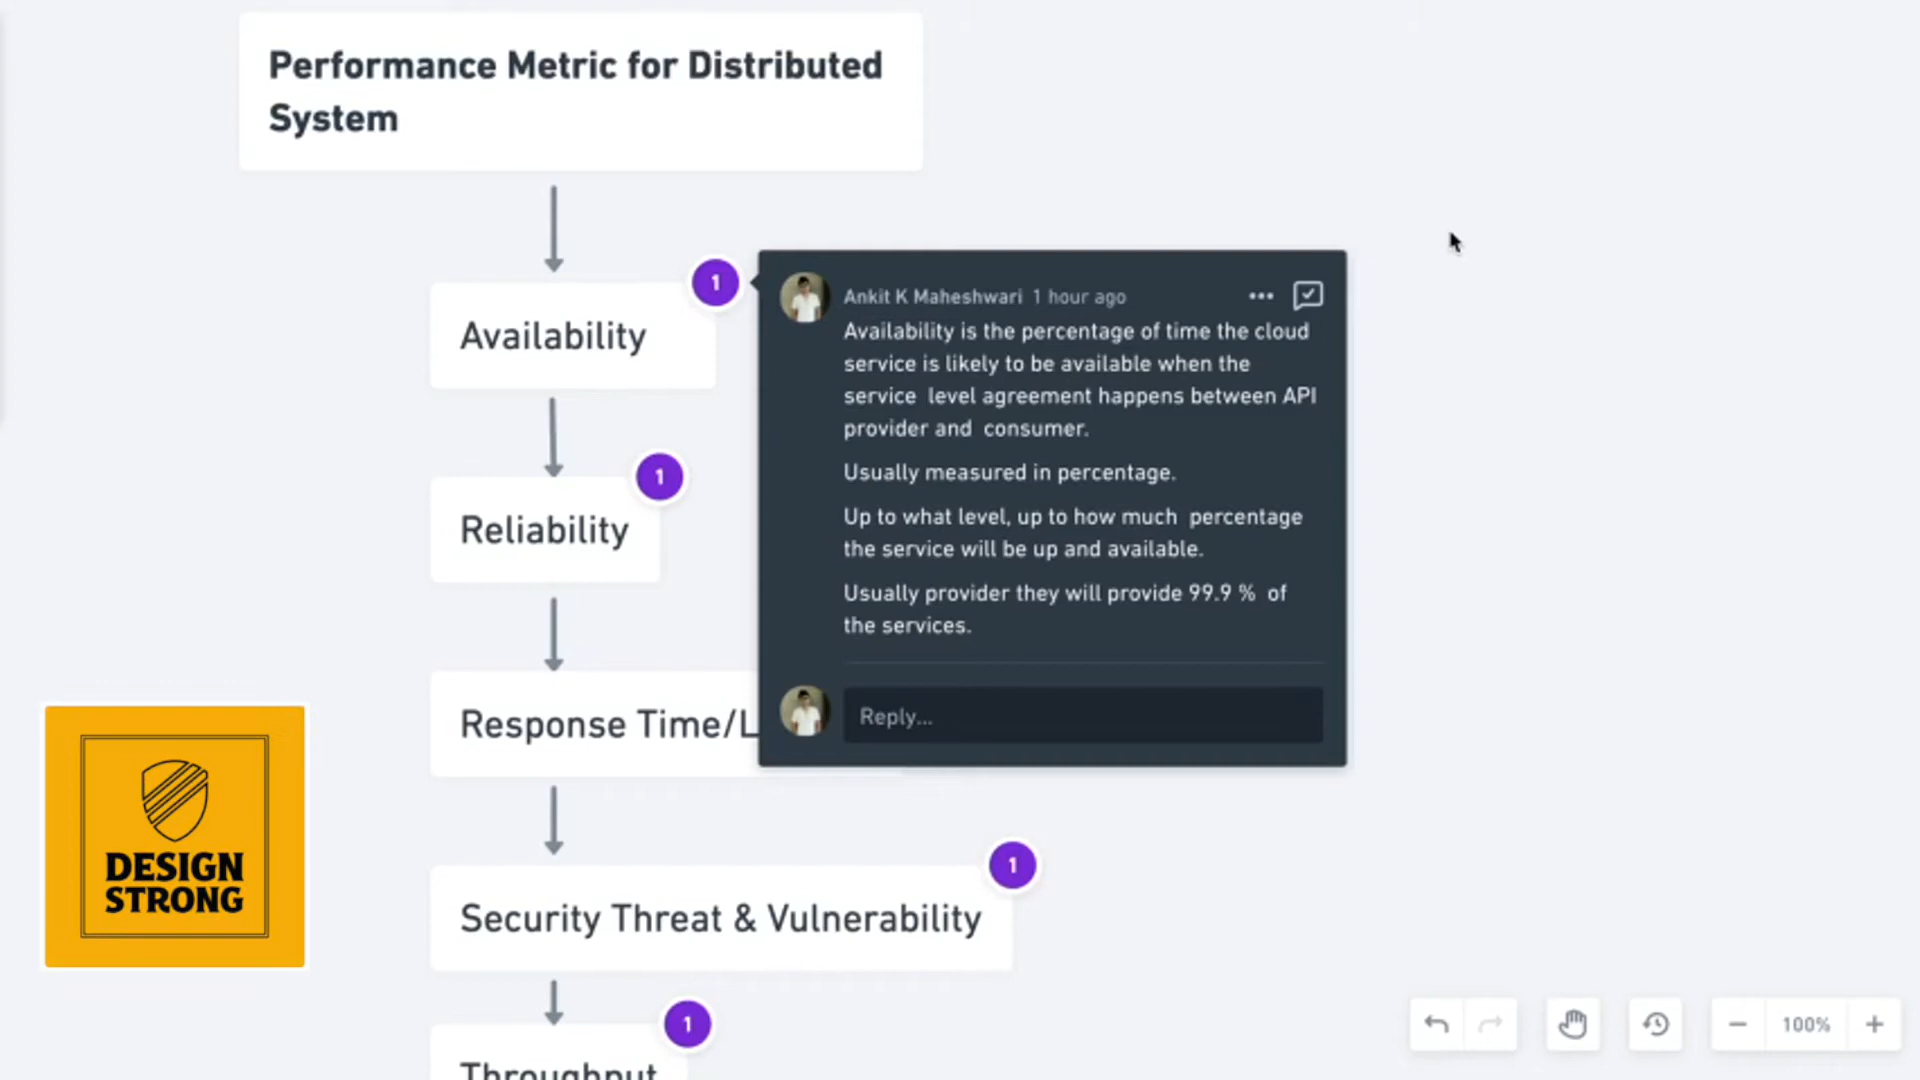 Performance Metric for Distributed
System
1
Availability
Ankit K Maheshwari 1 hour ago
Availability is the percentage of time the cloud
service is likely to be available when the
service level agreement happens between API
provider and consumer.
Usually measured in percentage.
Up to what level, up to how much percentage
the service will be up and available.
Usually provider they will provide 99.9 % of
the services.
Reply...
1
Reliability
Response Time/L
1
Security Threat & Vulnerability
1
Throughput
DESIGN
STRONG
100%